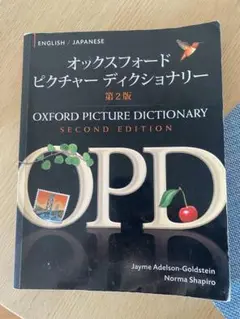 ENGLISH / JAPANESE
オックスフォード
ピクチャー ディクショナリー
第2版
OXFORD PICTURE DICTIONARY
SECOND EDITION
OPD
Jayme Adelson-Goldstein
Norma Shapiro